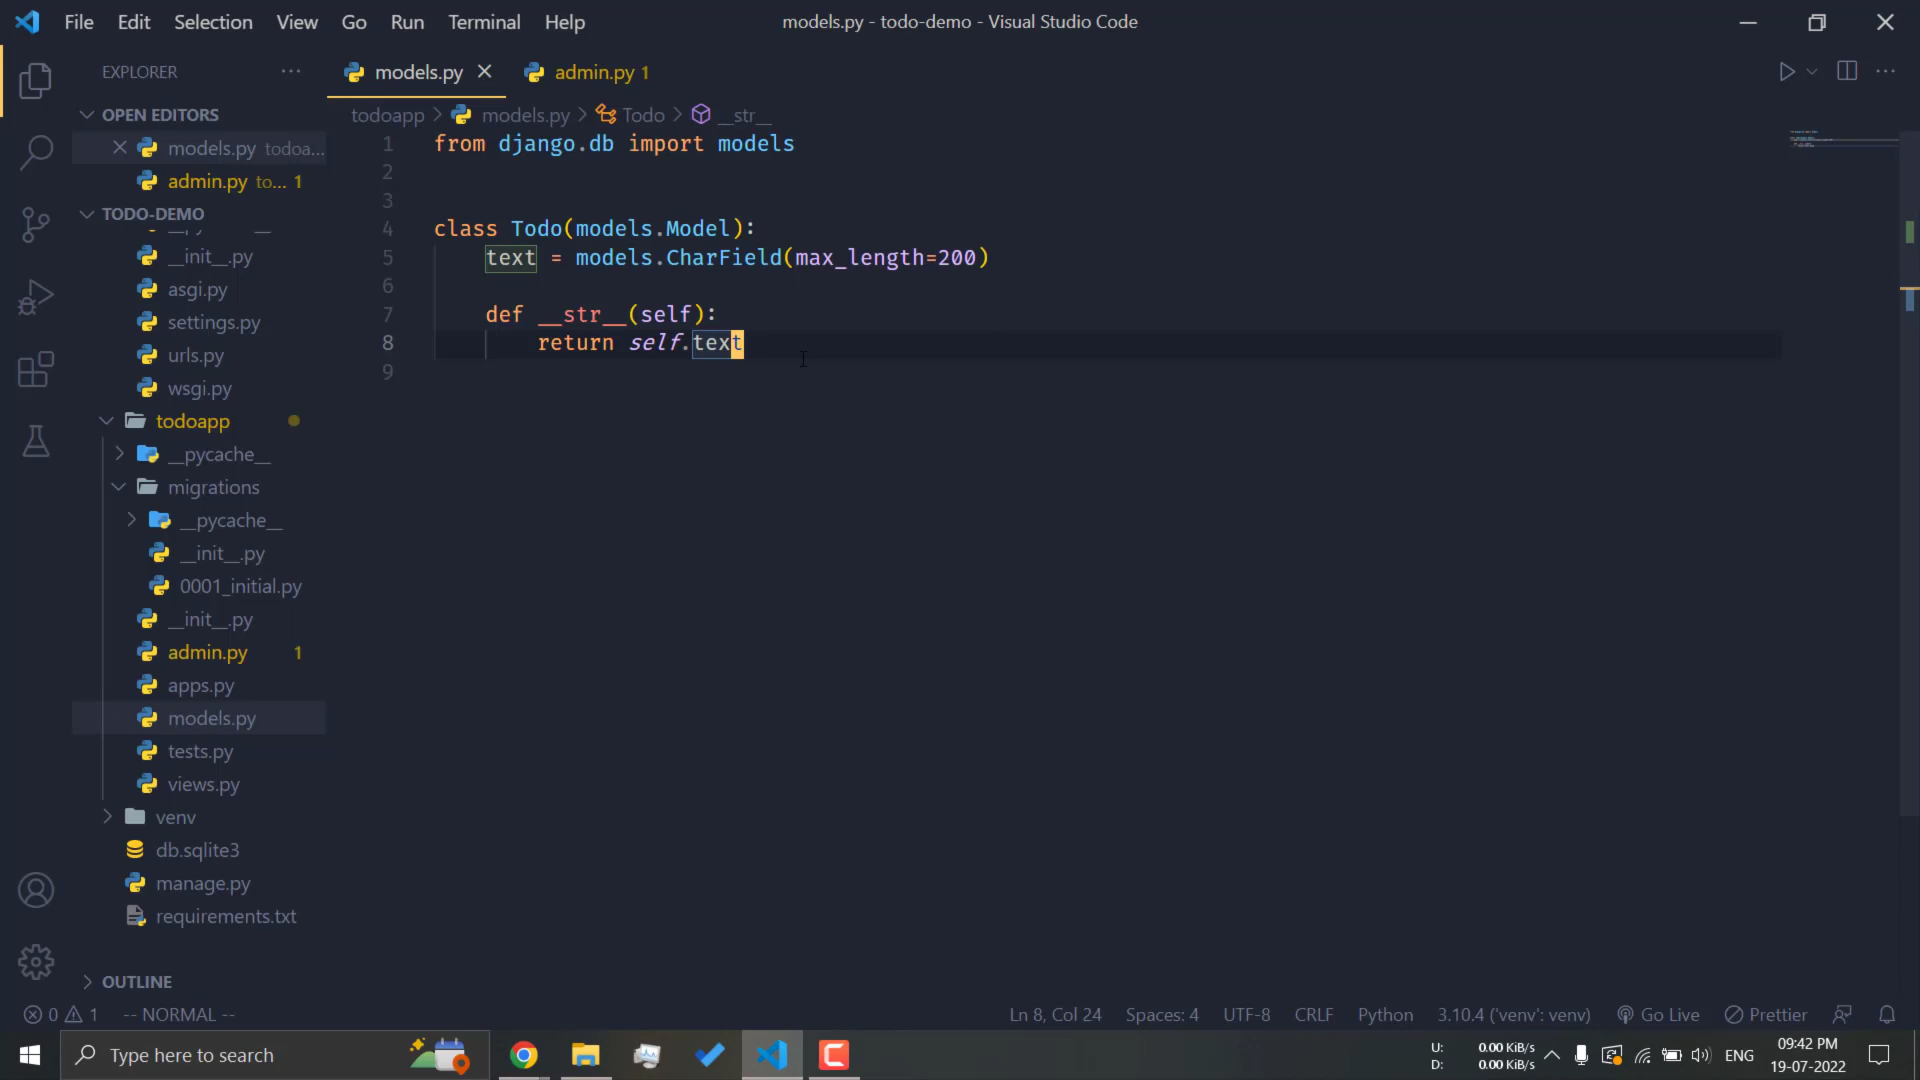 File Edit Selection View Go Run Terminal Help
models.py - todo-demo - Visual Studio Code
EXPLORER
OPEN EDITORS
models.py todoa...
admin.py to... 1
TODO-DEMO
__init__.py
asgi.py
settings.py
urls.py
wsgi.py
todoapp
__pycache__
migrations
__pycache__
__init__.py
0001_initial.py
__init__.py
admin.py 1
apps.py
models.py
tests.py
views.py
venv
db.sqlite3
manage.py
requirements.txt
OUTLINE
models.py
admin.py 1
todoapp > models.py > Todo > __str__
1 from django.db import models
2
3
4 class Todo(models.Model):
5 text = models.CharField(max_length=200)
6
7 def __str__(self):
8 return self.text
9
0 1 -- NORMAL --
Ln 8, Col 24 Spaces: 4 UTF-8 CRLF Python 3.10.4 ('venv': venv) Go Live Prettier
Type here to search
U: 0.00 KiB/s
D: 0.00 KiB/s
ENG
09:42 PM
19-07-2022